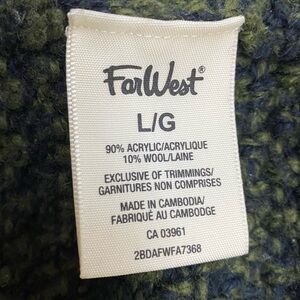 FarWest®
L/G
90% ACRYLIC/ACRYLIQUE
10% WOOL/LAINE
EXCLUSIVE OF TRIMMINGS/
GARNITURES NON COMPRISES
MADE IN CAMBODIA/
FABRIQUÉ AU CAMBODGE
CA 03961
2BDAFWFA7368